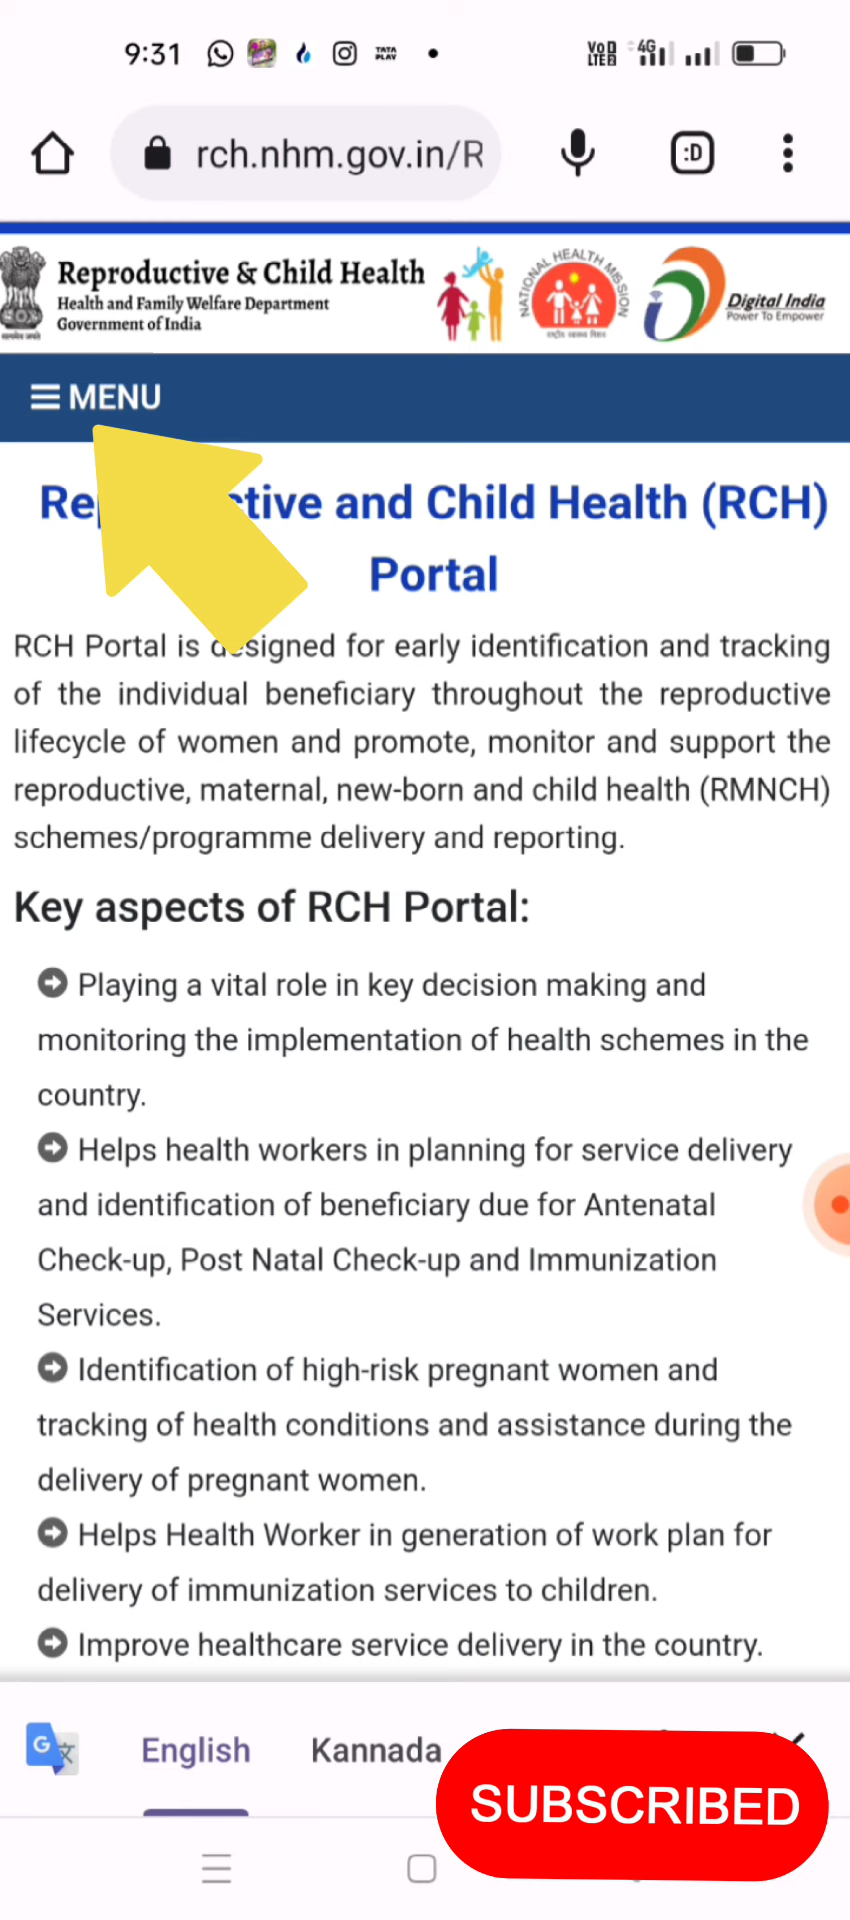 9:31 TATA PLAY VoD LTE2 4G
rch.nhm.gov.in/R :D
Reproductive & Child Health
Health and Family Welfare Department
Government of India
NATIONAL HEALTH MISSION
Digital India
Power To Empower
MENU
Reproductive and Child Health (RCH)
Portal
RCH Portal is designed for early identification and tracking
of the individual beneficiary throughout the reproductive
lifecycle of women and promote, monitor and support the
reproductive, maternal, new-born and child health (RMNCH)
schemes/programme delivery and reporting.
Key aspects of RCH Portal:
Playing a vital role in key decision making and
monitoring the implementation of health schemes in the
country.
Helps health workers in planning for service delivery
and identification of beneficiary due for Antenatal
Check-up, Post Natal Check-up and Immunization
Services.
Identification of high-risk pregnant women and
tracking of health conditions and assistance during the
delivery of pregnant women.
Helps Health Worker in generation of work plan for
delivery of immunization services to children.
Improve healthcare service delivery in the country.
English Kannada
SUBSCRIBED